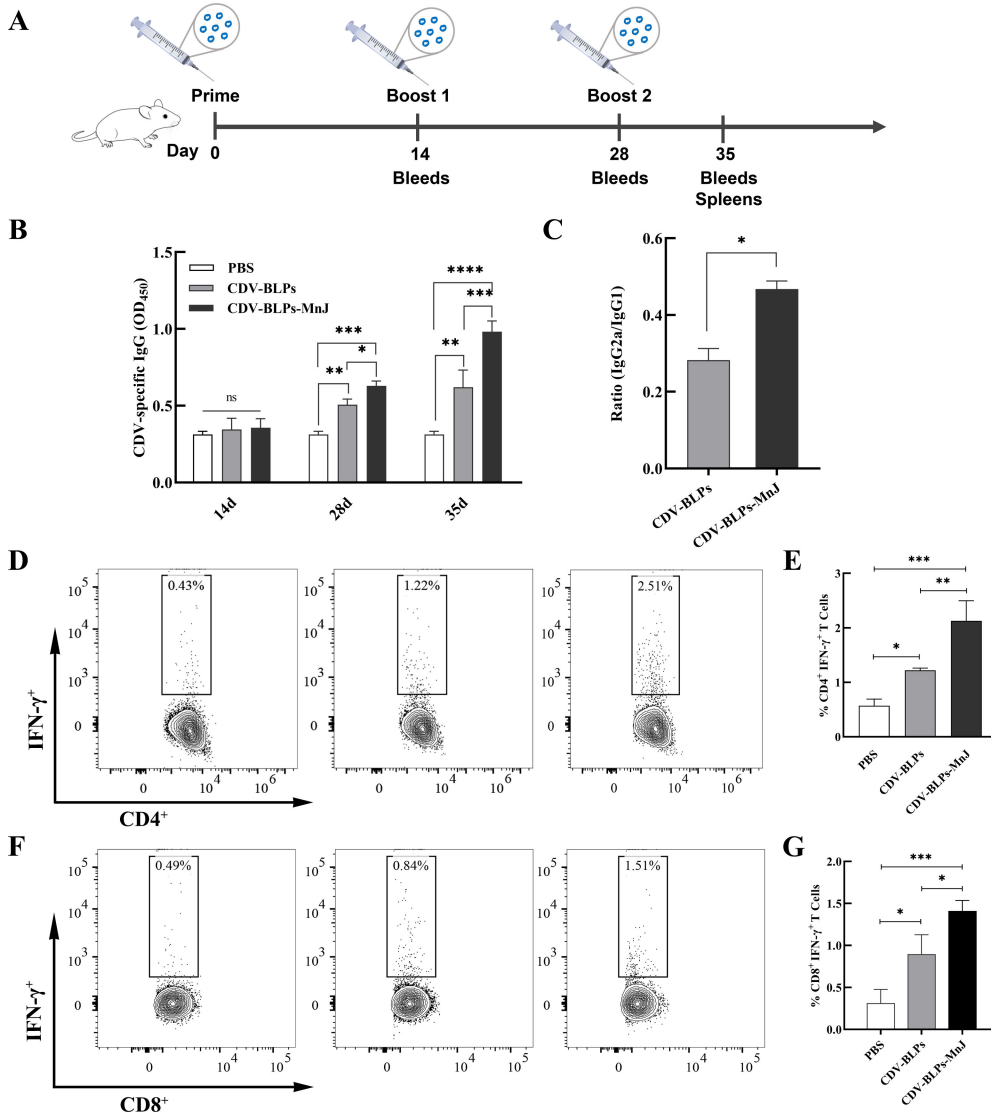 A
Prime
Boost 1
Boost 2
Day
0
14
28
35
Bleeds
Bleeds
Bleeds
Spleens
B
CDV-specific IgG (OD450)
1.5
1.0
0.5
0.0
PBS
CDV-BLPs
CDV-BLPs-MnJ
ns
**
***
*
**
****
***
14d
28d
35d
C
Ratio (IgG2a/IgG1)
0.6
0.4
0.2
0.0
*
CDV-BLPs
CDV-BLPs-MnJ
D
IFN-γ+
CD4+
10^5
10^4
10^3
0
0.43%
0 10^4 10^6
10^5
10^4
10^3
0
1.22%
0 10^4 10^6
10^5
10^4
10^3
0
2.51%
0 10^4 10^6
E
% CD4+ IFN-γ+ T Cells
3
2
1
0
***
**
*
PBS
CDV-BLPs
CDV-BLPs-MnJ
F
IFN-γ+
CD8+
10^5
10^4
10^3
0
0.49%
0 10^4 10^5
10^5
10^4
10^3
0
0.84%
0 10^4 10^5
10^5
10^4
10^3
0
1.51%
0 10^4 10^5
G
% CD8+ IFN-γ+ T Cells
2.0
1.5
1.0
0.5
0.0
***
*
*
PBS
CDV-BLPs
CDV-BLPs-MnJ